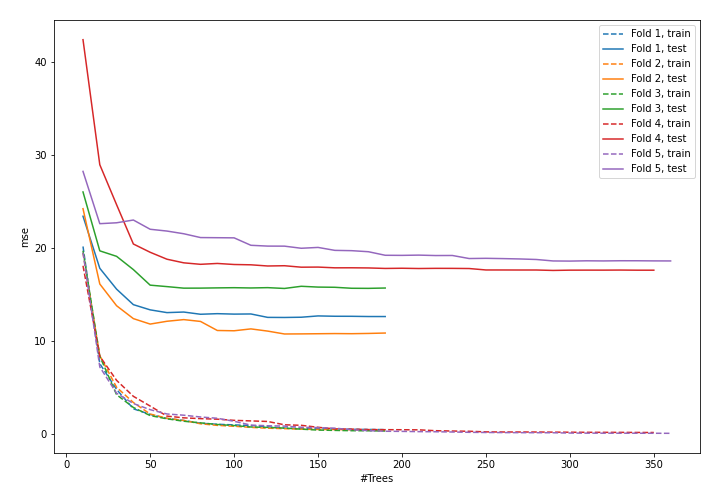 40
30
20
10
0
mse
0
50
100
150
200
250
300
350
#Trees
Fold 1, train
Fold 1, test
Fold 2, train
Fold 2, test
Fold 3, train
Fold 3, test
Fold 4, train
Fold 4, test
Fold 5, train
Fold 5, test